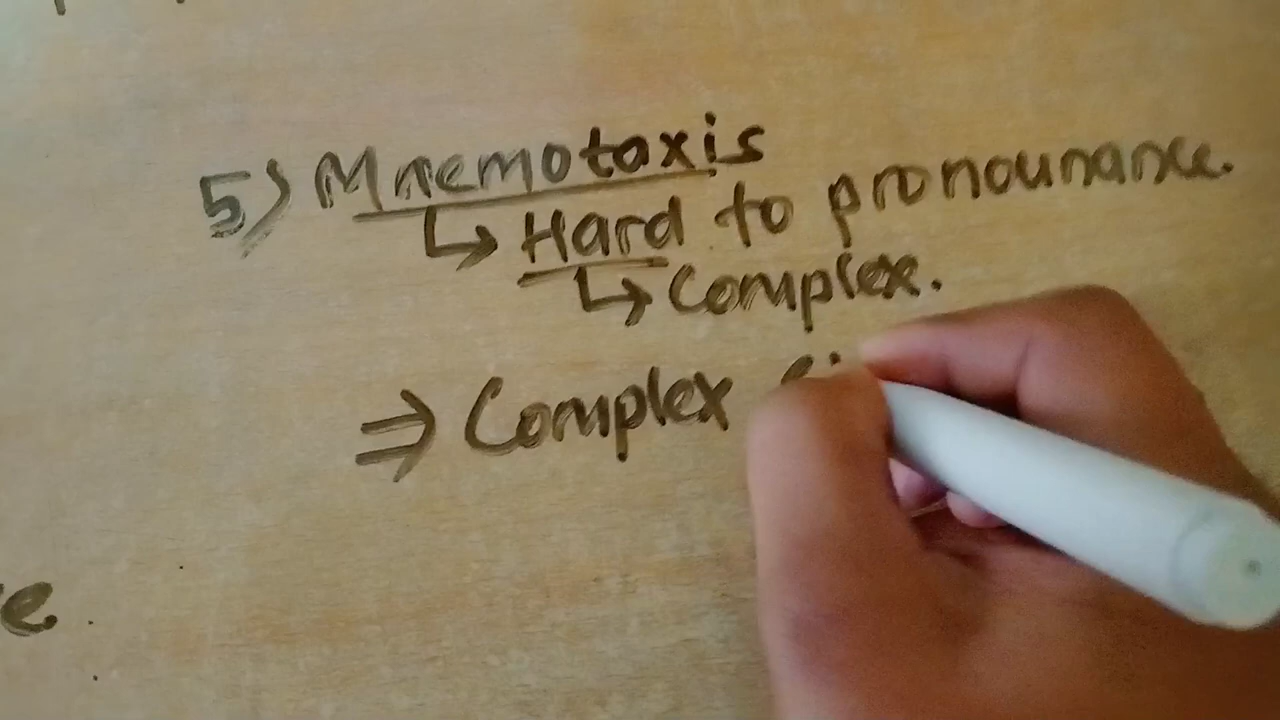 5) Mnemotaxis
↳ Hard to pronounance.
↳ Complex.
⇒ Complex